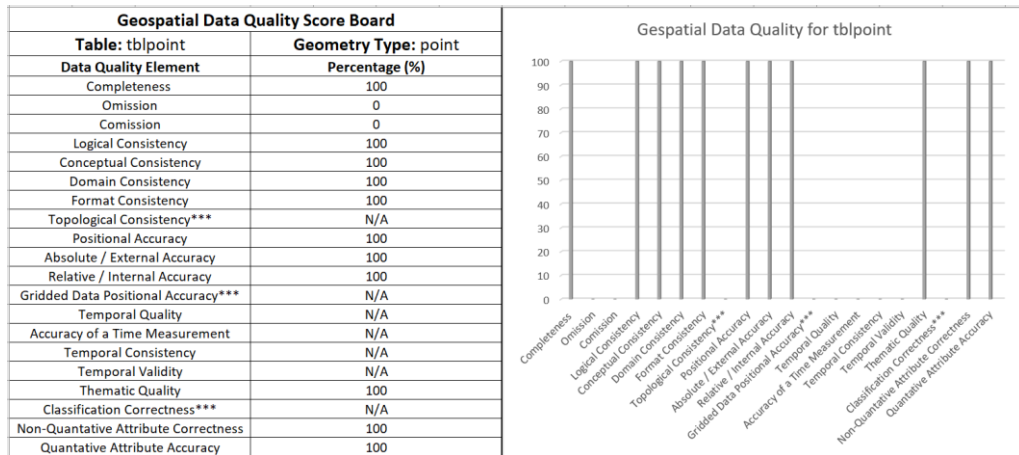 Geospatial Data Quality Score Board
Table: tblpoint Geometry Type: point
Data Quality Element Percentage (%)
Completeness 100
Omission 0
Comission 0
Logical Consistency 100
Conceptual Consistency 100
Domain Consistency 100
Format Consistency 100
Topological Consistency*** N/A
Positional Accuracy 100
Absolute / External Accuracy 100
Relative / Internal Accuracy 100
Gridded Data Positional Accuracy*** N/A
Temporal Quality N/A
Accuracy of a Time Measurement N/A
Temporal Consistency N/A
Temporal Validity N/A
Thematic Quality 100
Classification Correctness*** N/A
Non-Quantative Attribute Correctness 100
Quantative Attribute Accuracy 100
Gespatial Data Quality for tblpoint
100
90
80
70
60
50
40
30
20
10
0
Completeness
Omission
Comission
Logical Consistency
Conceptual Consistency
Domain Consistency
Format Consistency
Topological Consistency***
Positional Accuracy
Absolute / External Accuracy
Relative / Internal Accuracy
Gridded Data Positional Accuracy***
Temporal Quality
Accuracy of a Time Measurement
Temporal Consistency
Temporal Validity
Thematic Quality
Classification Correctness***
Non-Quantative Attribute Correctness
Quantative Attribute Accuracy